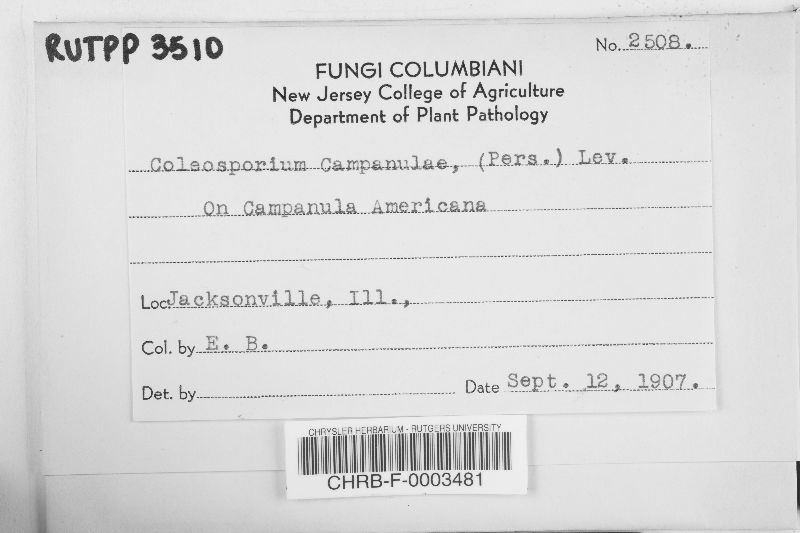 RUTPP 3510
No. 2508.
FUNGI COLUMBIANI
New Jersey College of Agriculture
Department of Plant Pathology
Coleosporium Campanulae, (Pers.) Lev.
On Campanula Americana
Loc. Jacksonville, Ill.,
Col. by E. B.
Det. by
Date Sept. 12, 1907.
CHRYSLER HERBARIUM - RUTGERS UNIVERSITY
CHRB-F-0003481